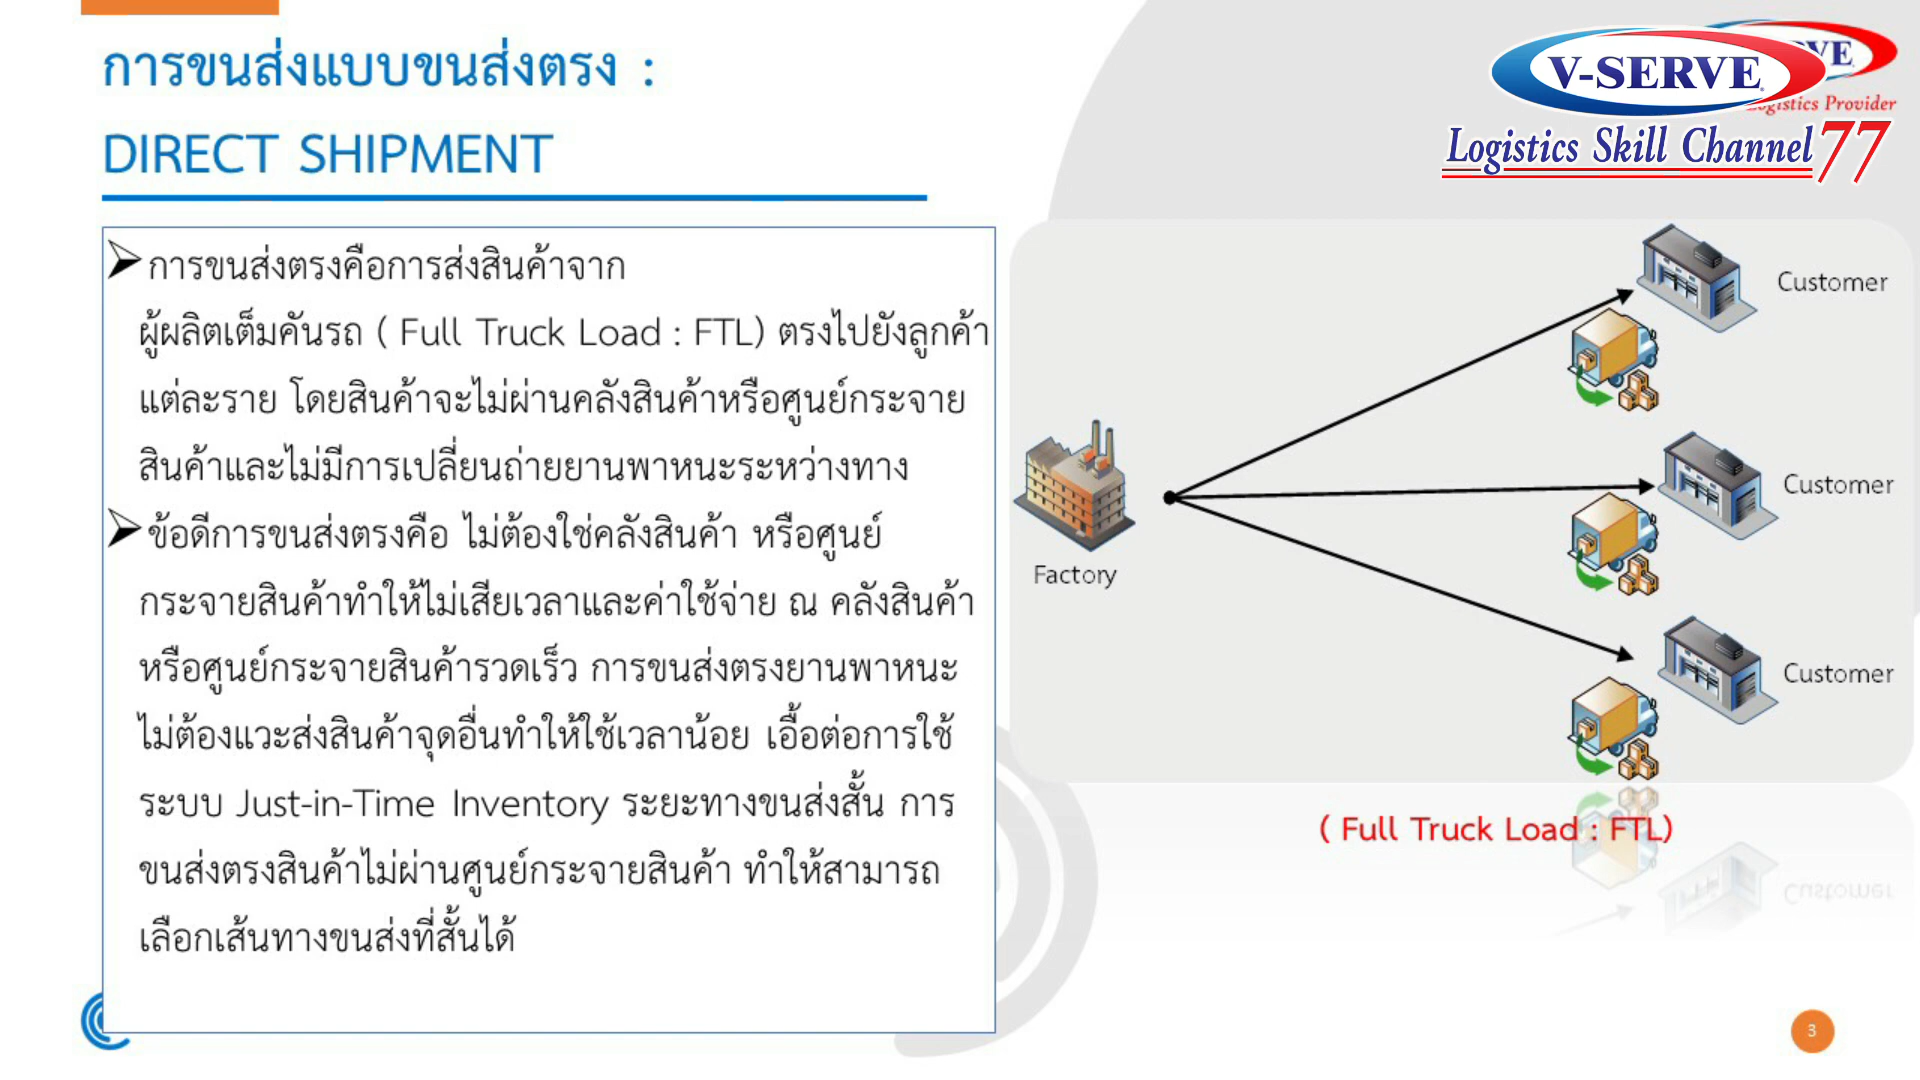 การขนส่งแบบขนส่งตรง :
DIRECT SHIPMENT
V-SERVE
VE
Logistics Provider
Logistics Skill Channel 77
➤การขนส่งตรงคือการส่งสินค้าจาก
ผู้ผลิตเต็มคันรถ ( Full Truck Load : FTL) ตรงไปยังลูกค้า
แต่ละราย โดยสินค้าจะไม่ผ่านคลังสินค้าหรือศูนย์กระจาย
สินค้าและไม่มีการเปลี่ยนถ่ายยานพาหนะระหว่างทาง
➤ข้อดีการขนส่งตรงคือ ไม่ต้องใช่คลังสินค้า หรือศูนย์
กระจายสินค้าทำให้ไม่เสียเวลาและค่าใช้จ่าย ณ คลังสินค้า
หรือศูนย์กระจายสินค้ารวดเร็ว การขนส่งตรงยานพาหนะ
ไม่ต้องแวะส่งสินค้าจุดอื่นทำให้ใช้เวลาน้อย เอื้อต่อการใช้
ระบบ Just-in-Time Inventory ระยะทางขนส่งสั้น การ
ขนส่งตรงสินค้าไม่ผ่านศูนย์กระจายสินค้า ทำให้สามารถ
เลือกเส้นทางขนส่งที่สั้นได้
Customer
Customer
Factory
Customer
( Full Truck Load : FTL)
3